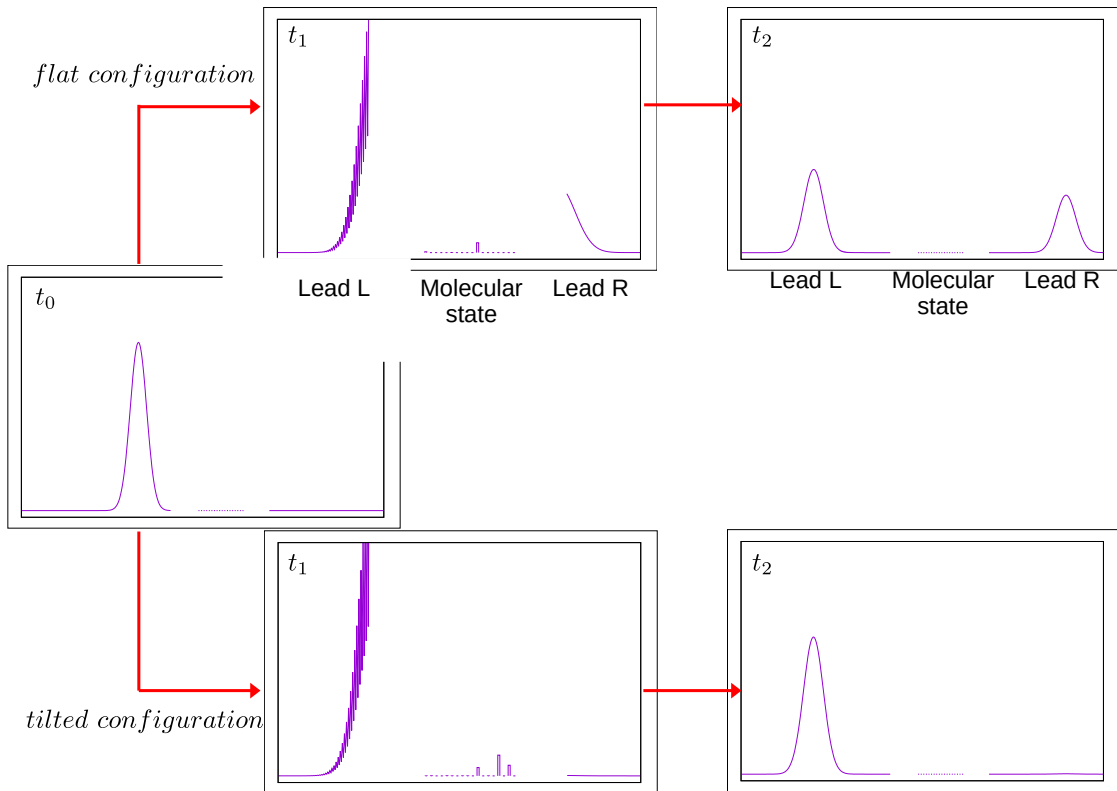 t₁
t₂
flat configuration
Lead L
Molecular
state
Lead R
Lead L
Molecular
state
Lead R
t₀
t₁
t₂
tilted configuration